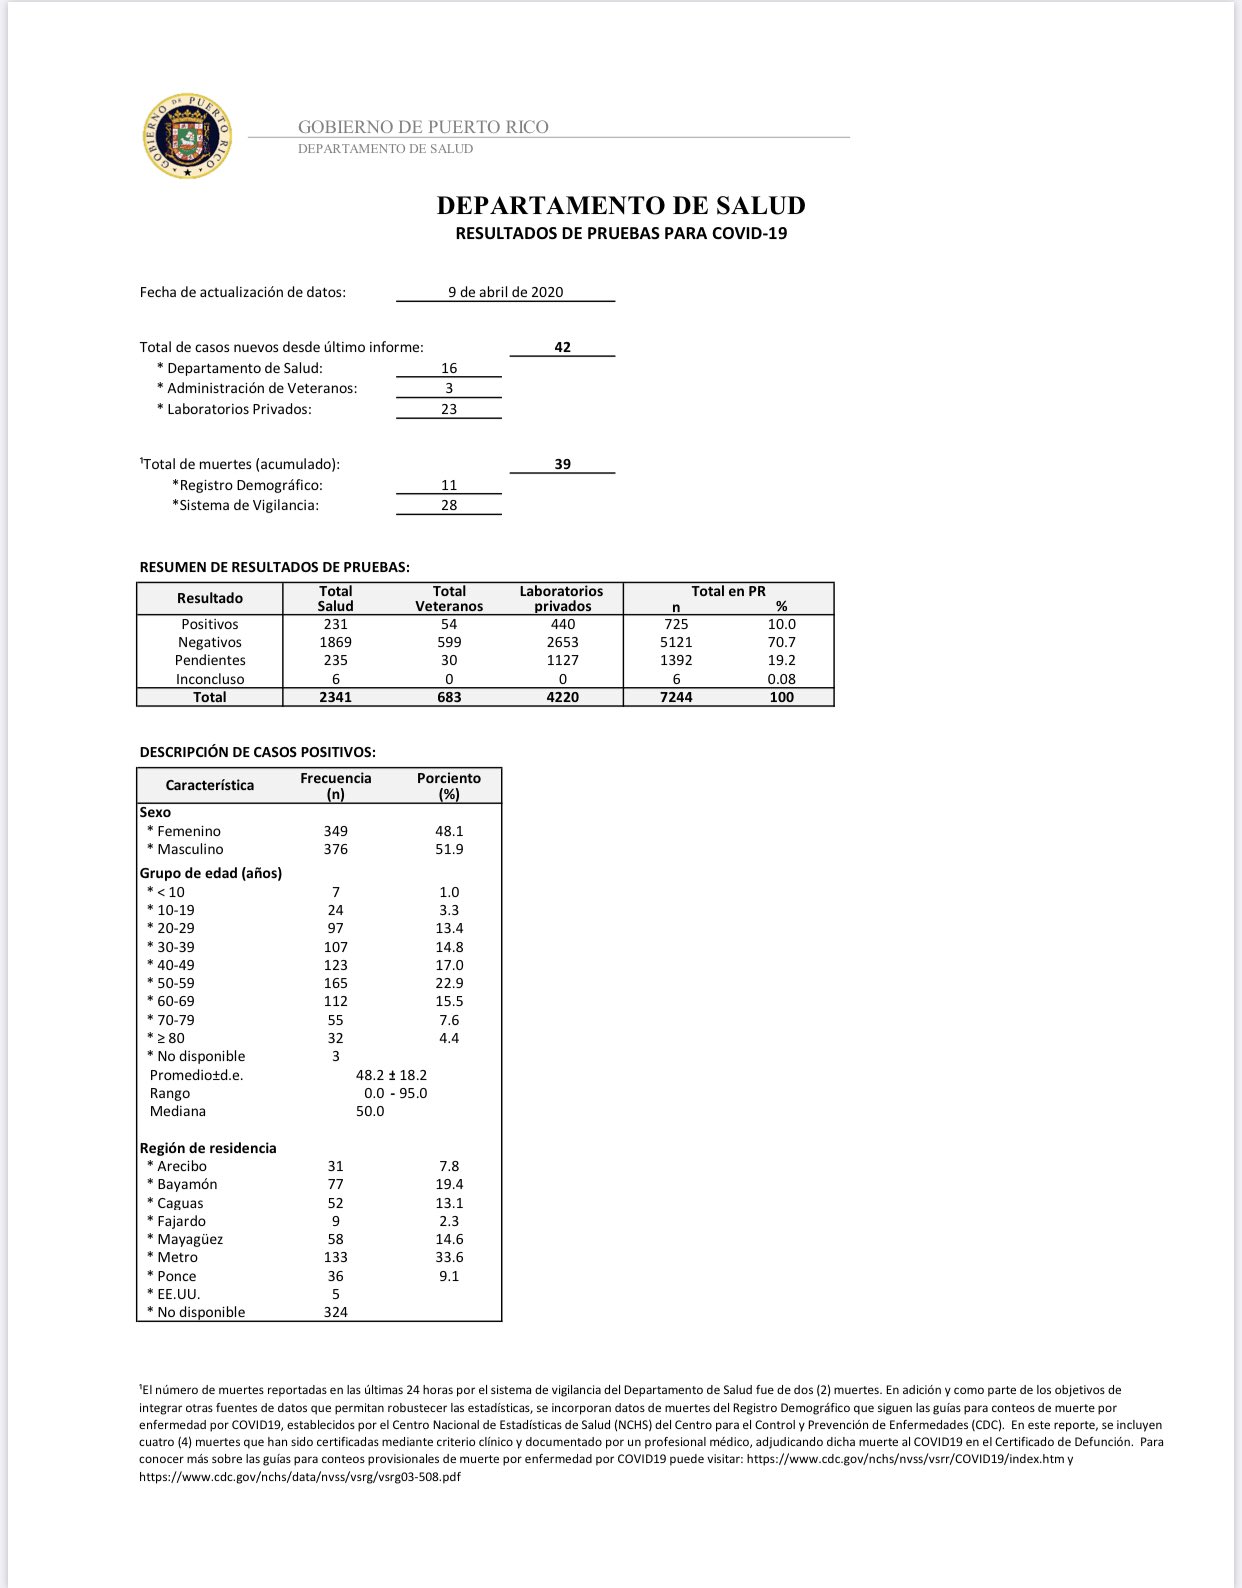 GOBIERNO DE PUERTO RICO
GOBIERNO DE PUERTO RICO
DEPARTAMENTO DE SALUD
DEPARTAMENTO DE SALUD
RESULTADOS DE PRUEBAS PARA COVID-19
Fecha de actualización de datos: 9 de abril de 2020
Total de casos nuevos desde último informe: 42
* Departamento de Salud: 16
* Administración de Veteranos: 3
* Laboratorios Privados: 23
¹Total de muertes (acumulado): 39
*Registro Demográfico: 11
*Sistema de Vigilancia: 28
RESUMEN DE RESULTADOS DE PRUEBAS:
Resultado Total Salud Total Veteranos Laboratorios privados Total en PR n %
Positivos 231 54 440 725 10.0
Negativos 1869 599 2653 5121 70.7
Pendientes 235 30 1127 1392 19.2
Inconcluso 6 0 0 6 0.08
Total 2341 683 4220 7244 100
DESCRIPCIÓN DE CASOS POSITIVOS:
Característica Frecuencia (n) Porciento (%)
Sexo
* Femenino 349 48.1
* Masculino 376 51.9
Grupo de edad (años)
* < 10 7 1.0
* 10-19 24 3.3
* 20-29 97 13.4
* 30-39 107 14.8
* 40-49 123 17.0
* 50-59 165 22.9
* 60-69 112 15.5
* 70-79 55 7.6
* ≥ 80 32 4.4
* No disponible 3
Promedio±d.e. 48.2 ± 18.2
Rango 0.0 - 95.0
Mediana 50.0
Región de residencia
* Arecibo 31 7.8
* Bayamón 77 19.4
* Caguas 52 13.1
* Fajardo 9 2.3
* Mayagüez 58 14.6
* Metro 133 33.6
* Ponce 36 9.1
* EE.UU. 5
* No disponible 324
¹El número de muertes reportadas en las últimas 24 horas por el sistema de vigilancia del Departamento de Salud fue de dos (2) muertes. En adición y como parte de los objetivos de
integrar otras fuentes de datos que permitan robustecer las estadísticas, se incorporan datos de muertes del Registro Demográfico que siguen las guías para conteos de muerte por
enfermedad por COVID19, establecidos por el Centro Nacional de Estadísticas de Salud (NCHS) del Centro para el Control y Prevención de Enfermedades (CDC). En este reporte, se incluyen
cuatro (4) muertes que han sido certificadas mediante criterio clínico y documentado por un profesional médico, adjudicando dicha muerte al COVID19 en el Certificado de Defunción. Para
conocer más sobre las guías para conteos provisionales de muerte por enfermedad por COVID19 puede visitar: https://www.cdc.gov/nchs/nvss/vsrr/COVID19/index.htm y
https://www.cdc.gov/nchs/data/nvss/vsrg/vsrg03-508.pdf